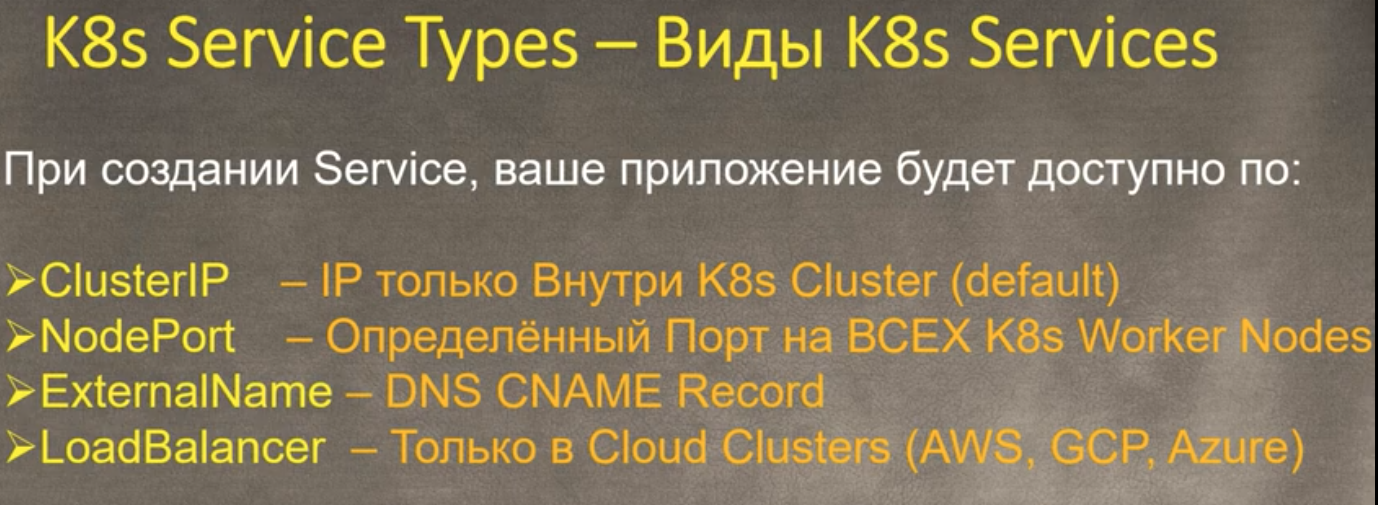 K8s Service Types – Виды K8s Services
При создании Service, ваше приложение будет доступно по:
➢ClusterIP – IP только Внутри K8s Cluster (default)
➢NodePort – Определённый Порт на ВСЕХ K8s Worker Nodes
➢ExternalName – DNS CNAME Record
➢LoadBalancer – Только в Cloud Clusters (AWS, GCP, Azure)